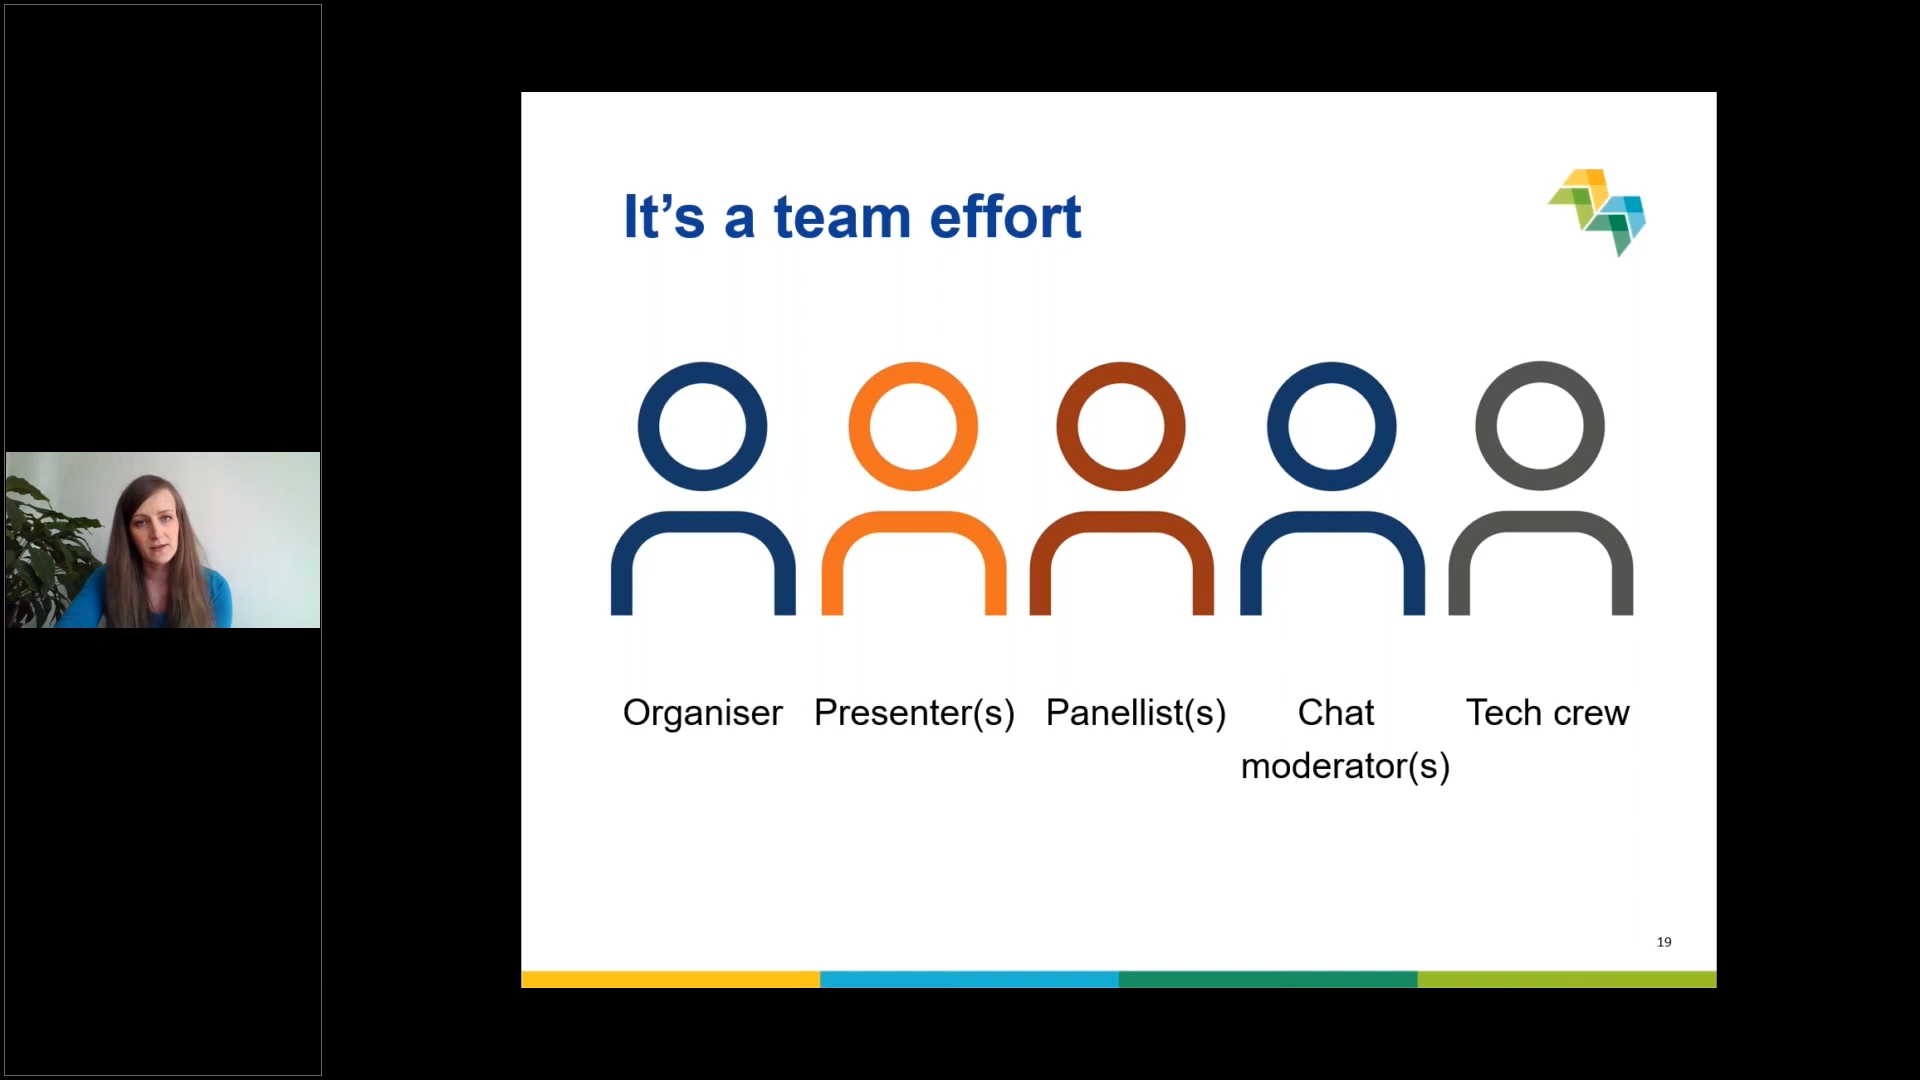 It’s a team effort
Organiser Presenter(s) Panellist(s) Chat Tech crew
moderator(s)
19